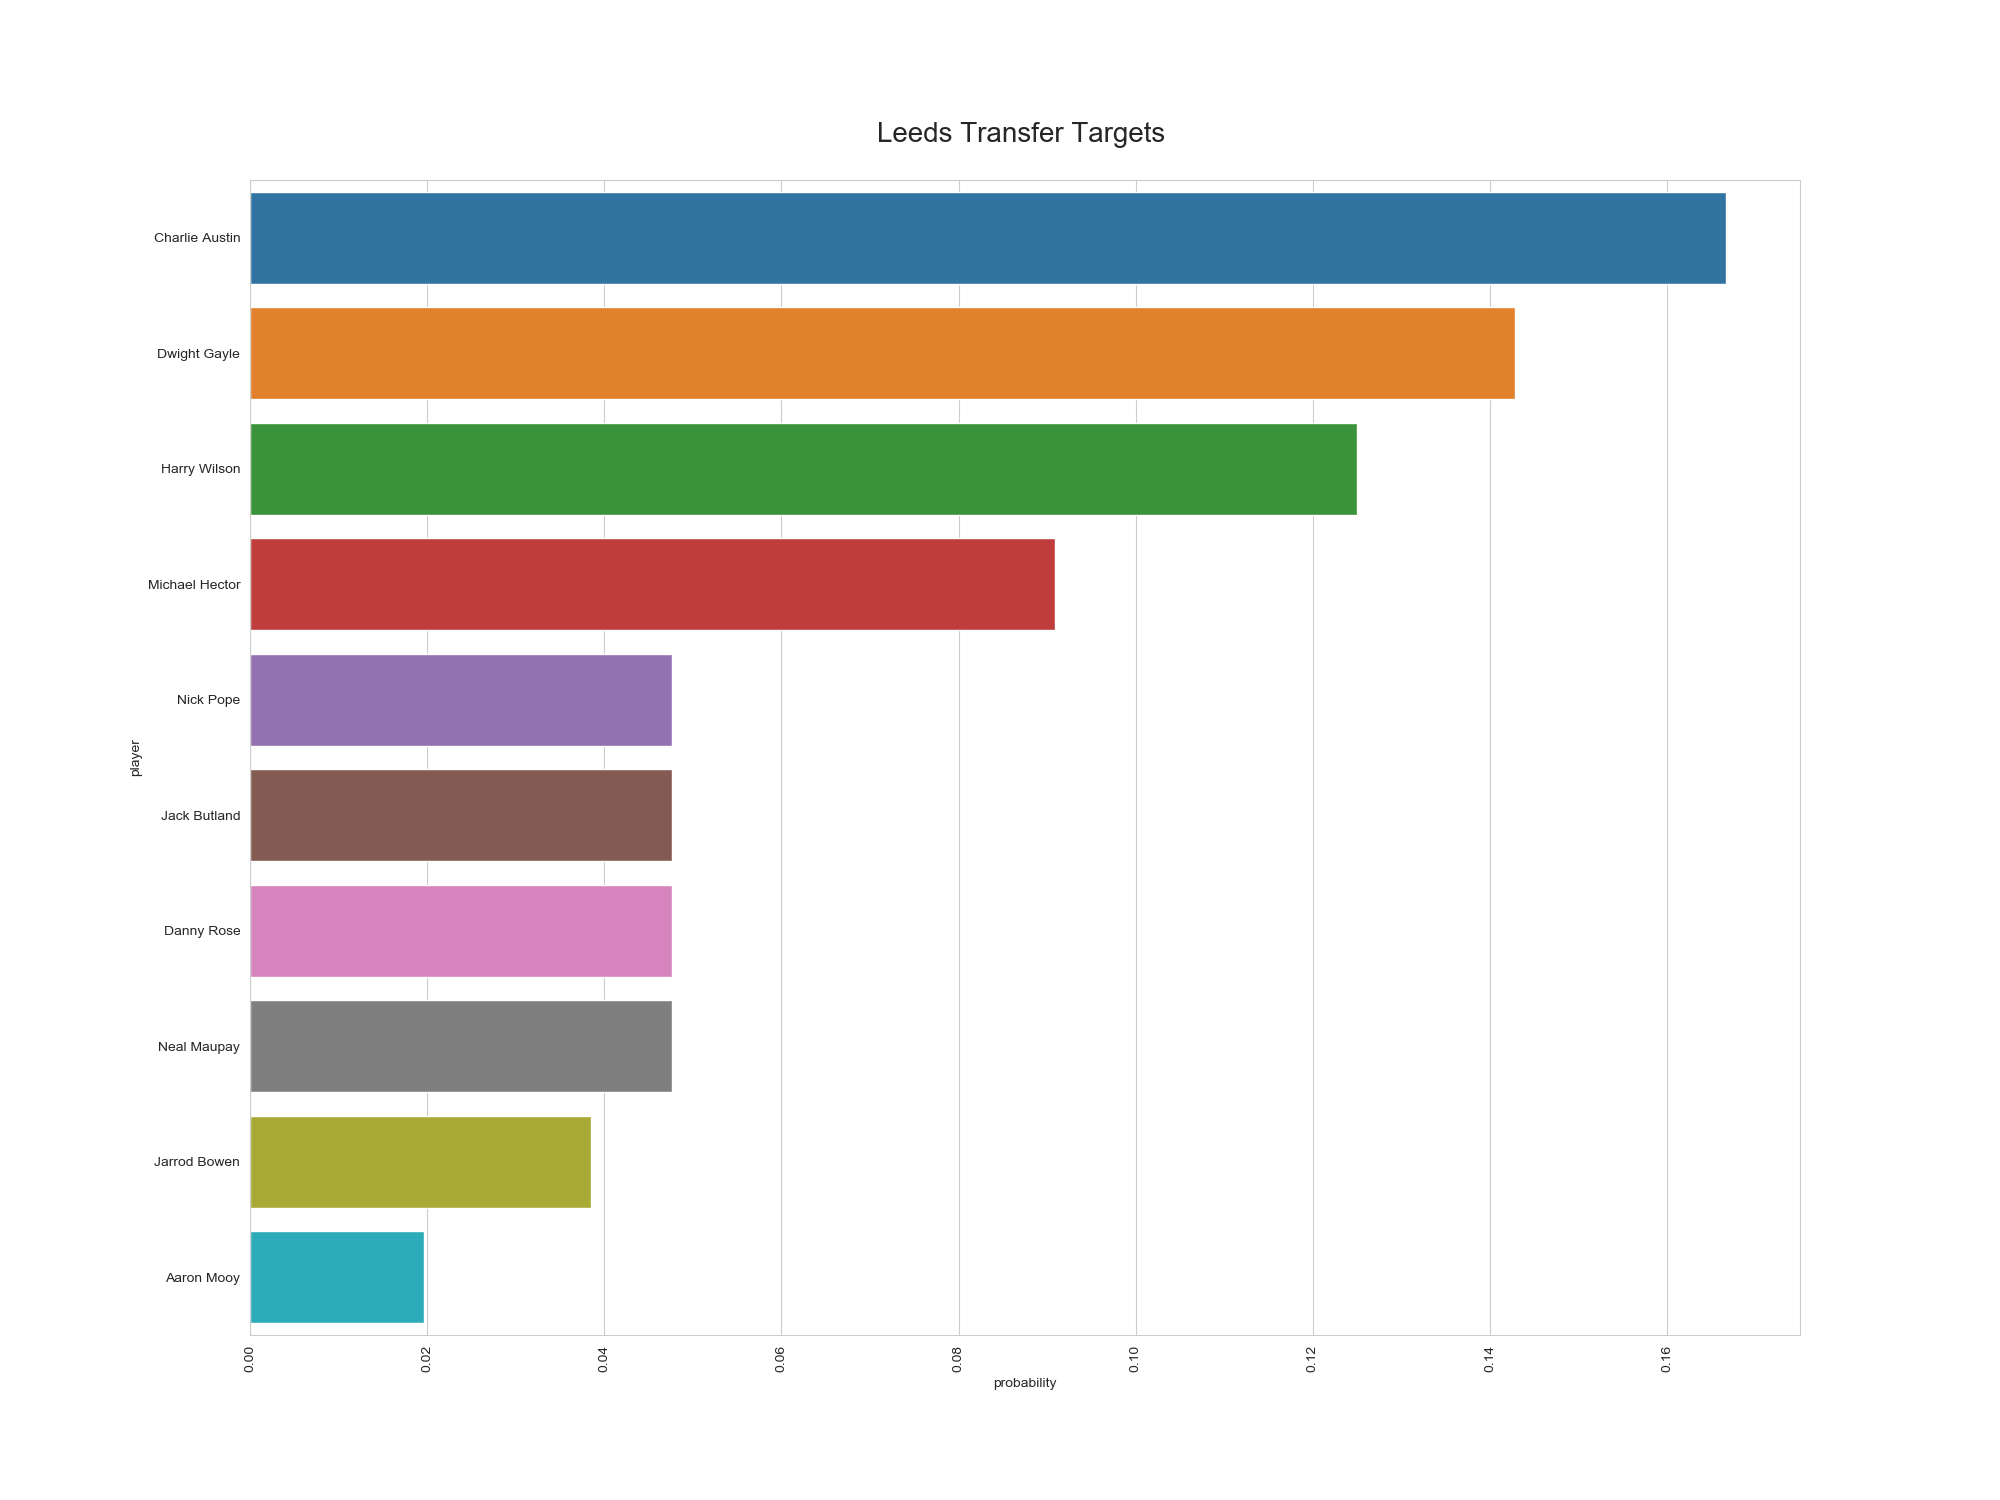 Leeds Transfer Targets
Charlie Austin
Dwight Gayle
Harry Wilson
Michael Hector
Nick Pope
Jack Butland
Danny Rose
Neal Maupay
Jarrod Bowen
Aaron Mooy
player
0.00 0.02 0.04 0.06 0.08 0.10 0.12 0.14 0.16
probability